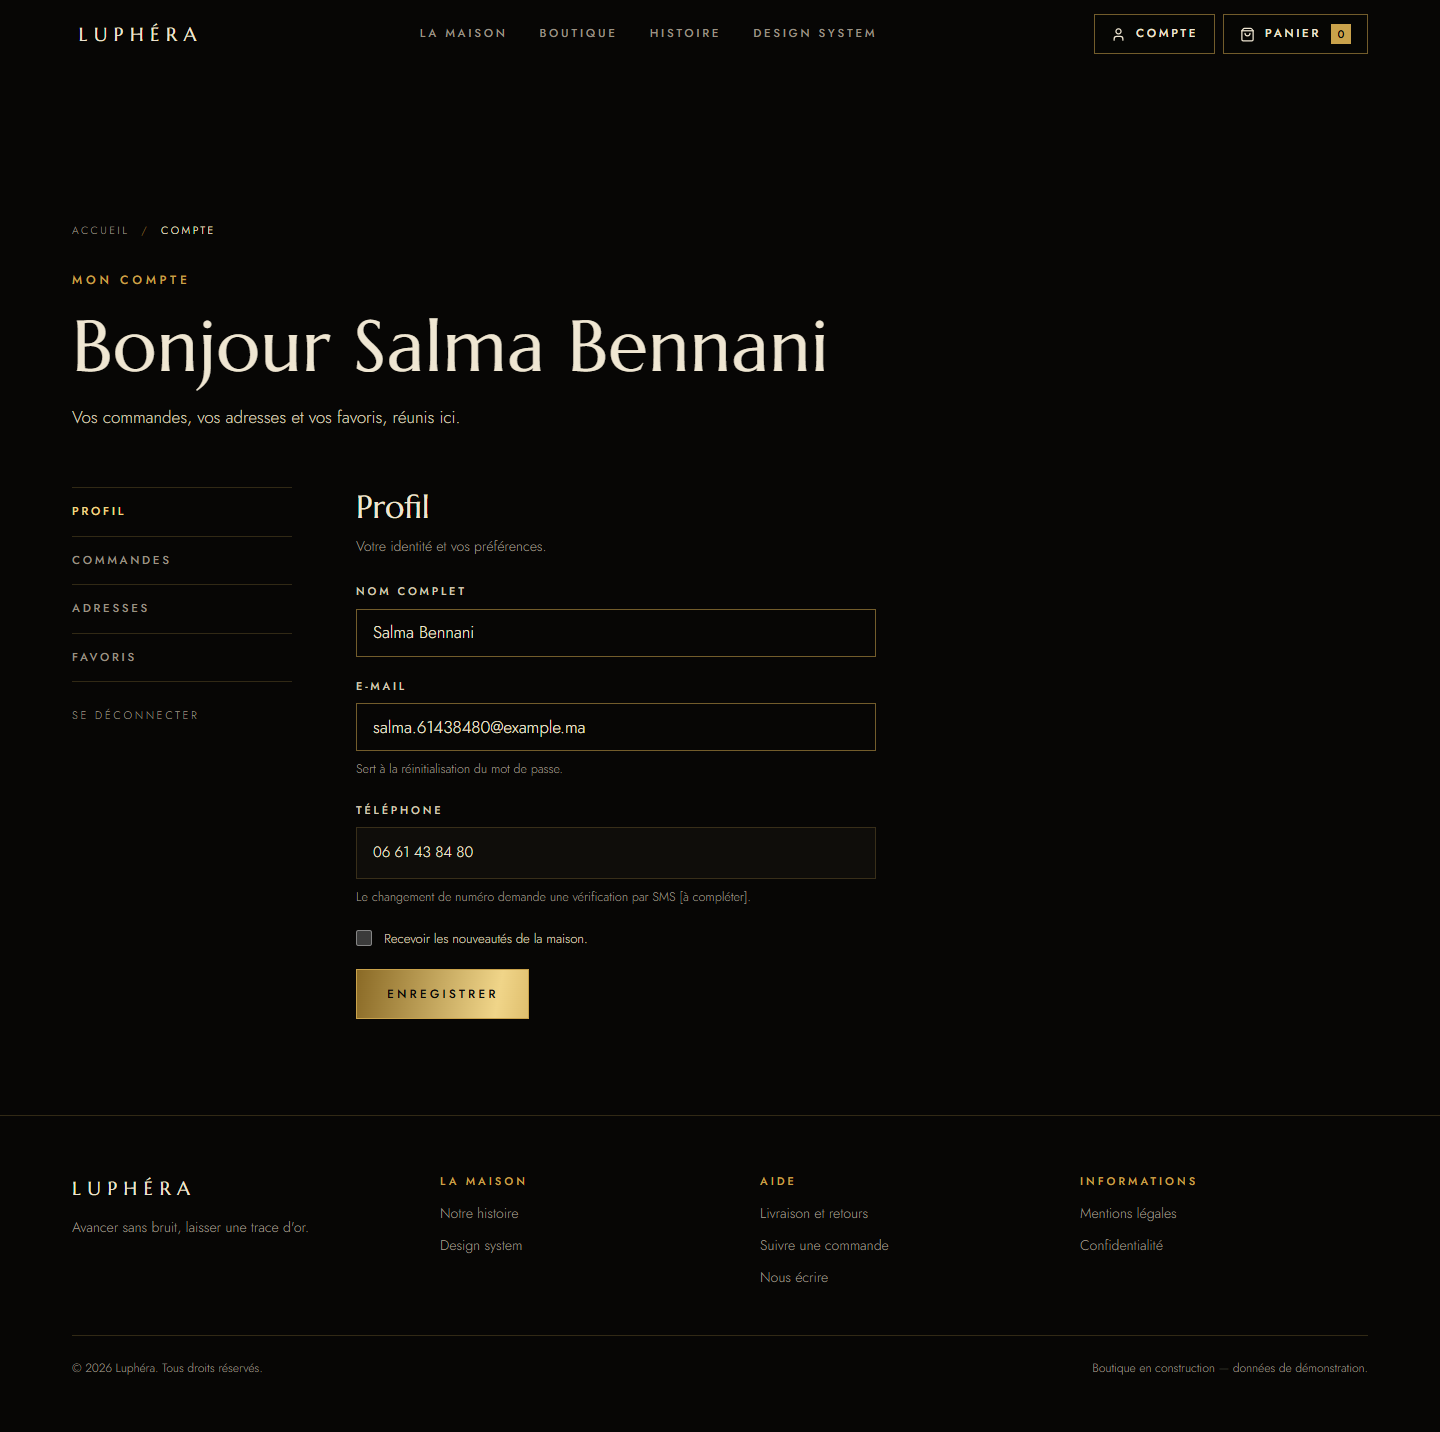 LUPHÉRA
LA MAISON BOUTIQUE HISTOIRE DESIGN SYSTEM
COMPTE
PANIER 0
ACCUEIL / COMPTE
MON COMPTE
Bonjour Salma Bennani
Vos commandes, vos adresses et vos favoris, réunis ici.
PROFIL
COMMANDES
ADRESSES
FAVORIS
SE DÉCONNECTER
Profil
Votre identité et vos préférences.
NOM COMPLET
Salma Bennani
E-MAIL
salma.61438480@example.ma
Sert à la réinitialisation du mot de passe.
TÉLÉPHONE
06 61 43 84 80
Le changement de numéro demande une vérification par SMS [à compléter].
Recevoir les nouveautés de la maison.
ENREGISTRER
LUPHÉRA
Avancer sans bruit, laisser une trace d'or.
LA MAISON
Notre histoire
Design system
AIDE
Livraison et retours
Suivre une commande
Nous écrire
INFORMATIONS
Mentions légales
Confidentialité
© 2026 Luphéra. Tous droits réservés.
Boutique en construction — données de démonstration.